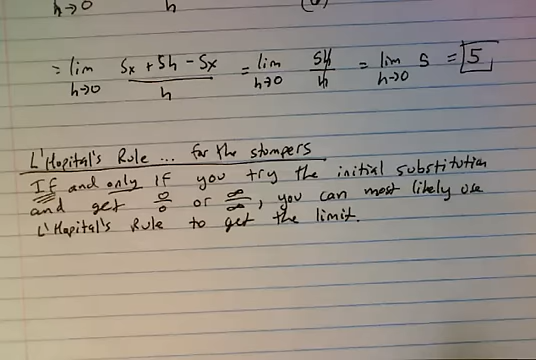 h→0 h
= lim h→0 (5x + 5h - 5x)/h = lim h→0 5h/h = lim h→0 5 = 5
L'Hopital's Rule ... for the stompers
If and only if you try the initial substitution
and get 0/0 or ∞/∞, you can most likely use
L'Hopital's Rule to get the limit.